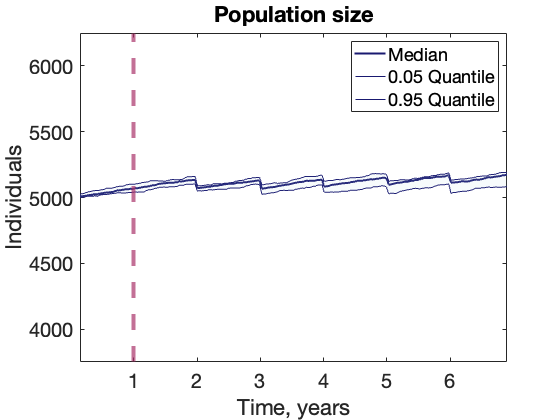 Population size
Individuals
6000
5500
5000
4500
4000
Median
0.05 Quantile
0.95 Quantile
1 2 3 4 5 6
Time, years